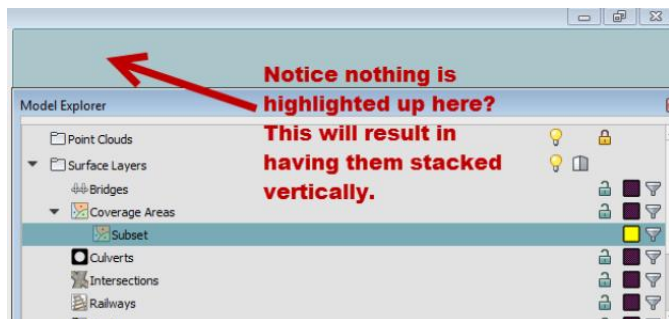 Notice nothing is
highlighted up here?
This will result in
having them stacked
vertically.
Model Explorer
Point Clouds
Surface Layers
Bridges
Coverage Areas
Subset
Culverts
Intersections
Railways